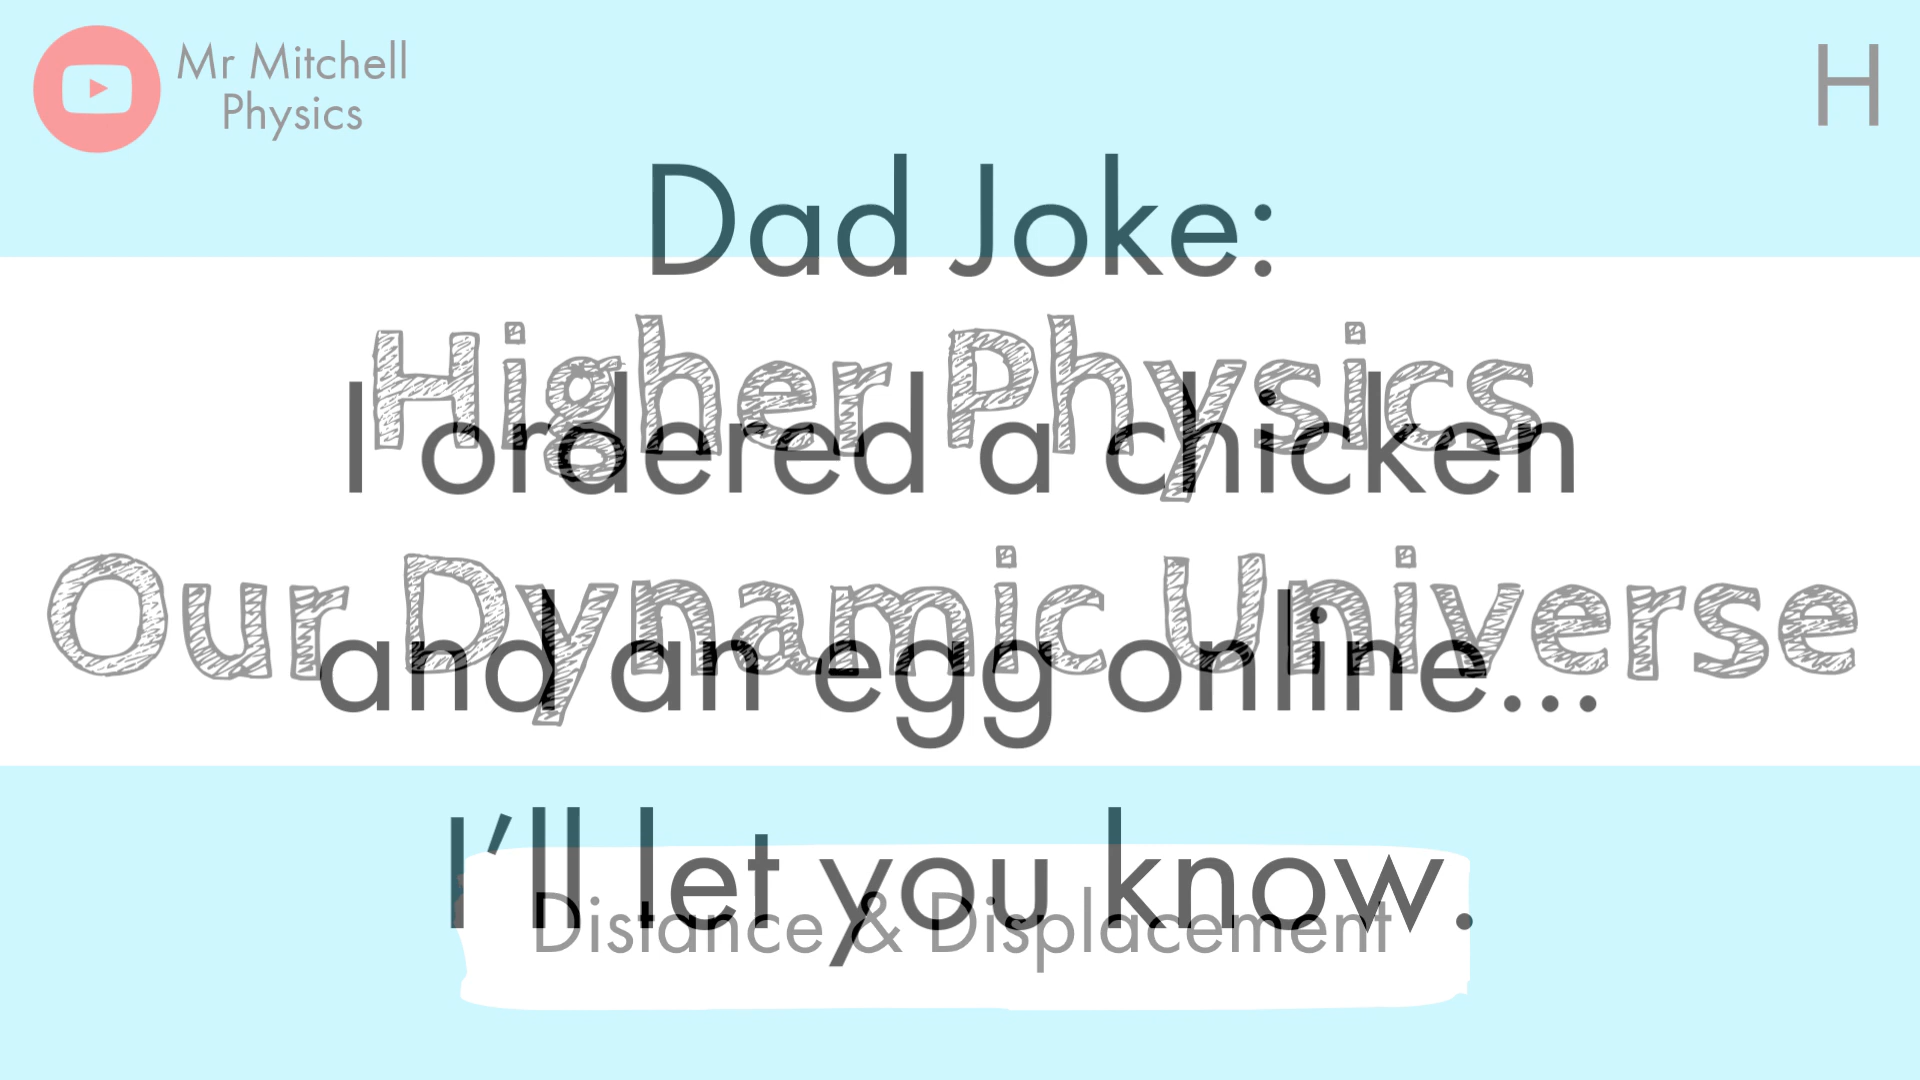 Mr Mitchell
Physics
H
Dad Joke:
Higher Physics
I ordered a chicken
Our Dynamic Universe
and an egg online...
I'll let you know.
Distance & Displacement